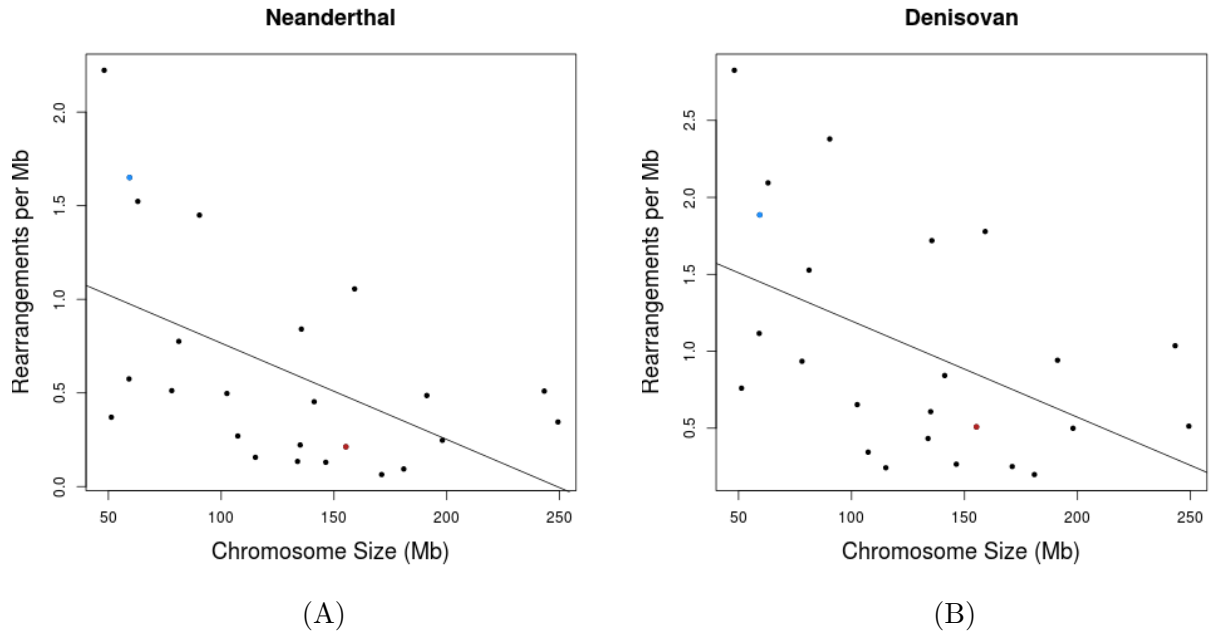 Neanderthal
Rearrangements per Mb
0.0 0.5 1.0 1.5 2.0
50 100 150 200 250
Chromosome Size (Mb)
(A)
Denisovan
Rearrangements per Mb
0.5 1.0 1.5 2.0 2.5
50 100 150 200 250
Chromosome Size (Mb)
(B)